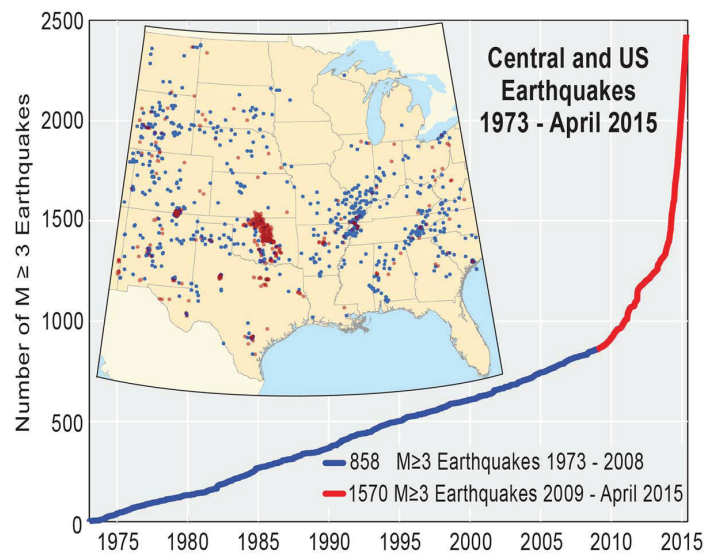 2500
2000
1500
1000
500
0
Number of M ≥ 3 Earthquakes
Central and US
Earthquakes
1973 - April 2015
858 M≥3 Earthquakes 1973 - 2008
1570 M≥3 Earthquakes 2009 - April 2015
1975 1980 1985 1990 1995 2000 2005 2010 2015